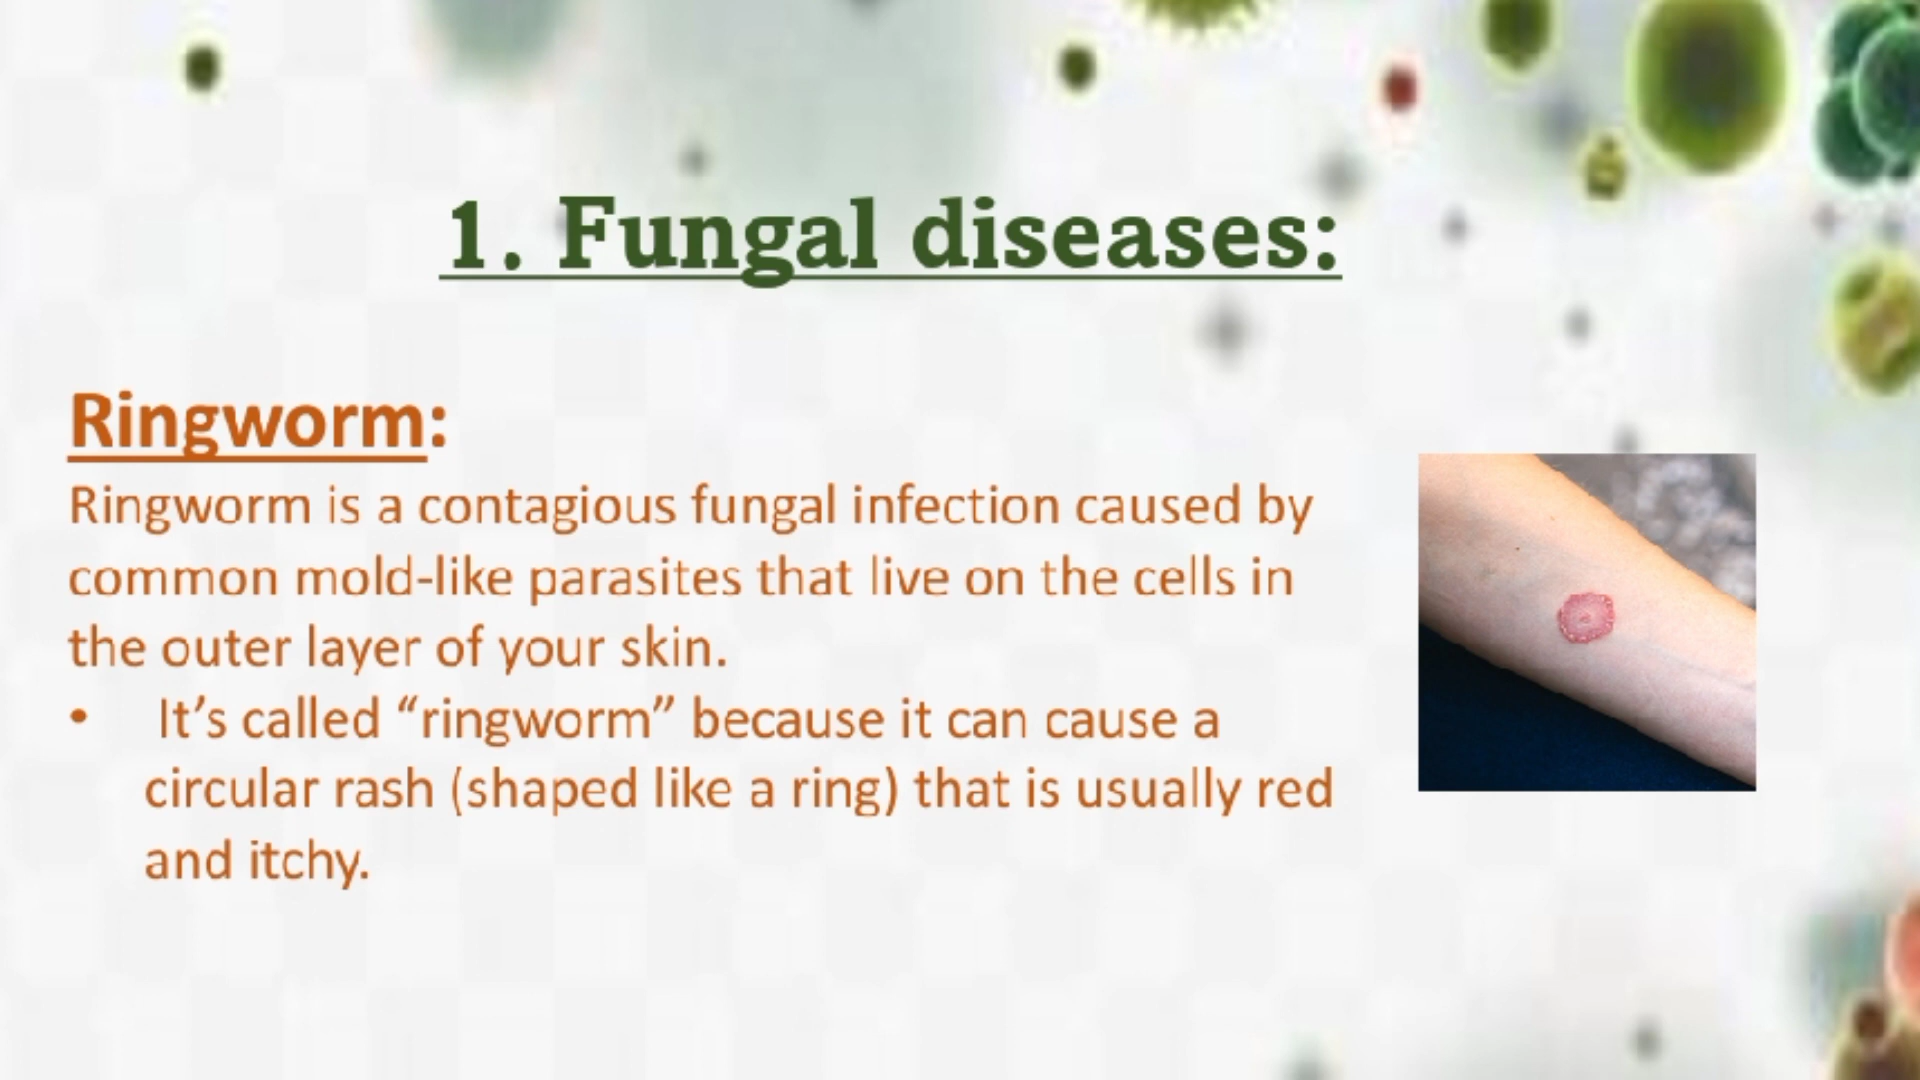 1. Fungal diseases:
Ringworm:
Ringworm is a contagious fungal infection caused by
common mold-like parasites that live on the cells in
the outer layer of your skin.
• It’s called “ringworm” because it can cause a
circular rash (shaped like a ring) that is usually red
and itchy.